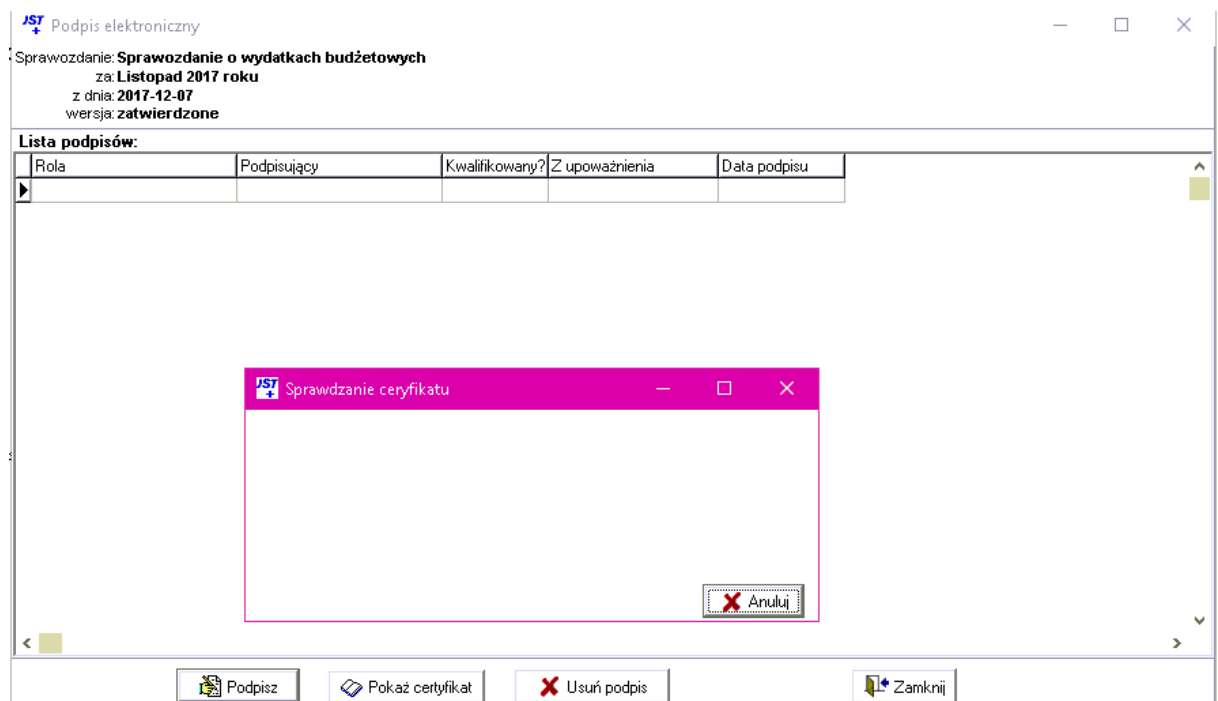 JST+ Podpis elektroniczny
Sprawozdanie: Sprawozdanie o wydatkach budżetowych
za: Listopad 2017 roku
z dnia: 2017-12-07
wersja: zatwierdzone
Lista podpisów:
Rola Podpisujący Kwalifikowany? Z upoważnienia Data podpisu
JST+ Sprawdzanie ceryfikatu
Anuluj
Podpisz Pokaż certyfikat Usuń podpis Zamknij